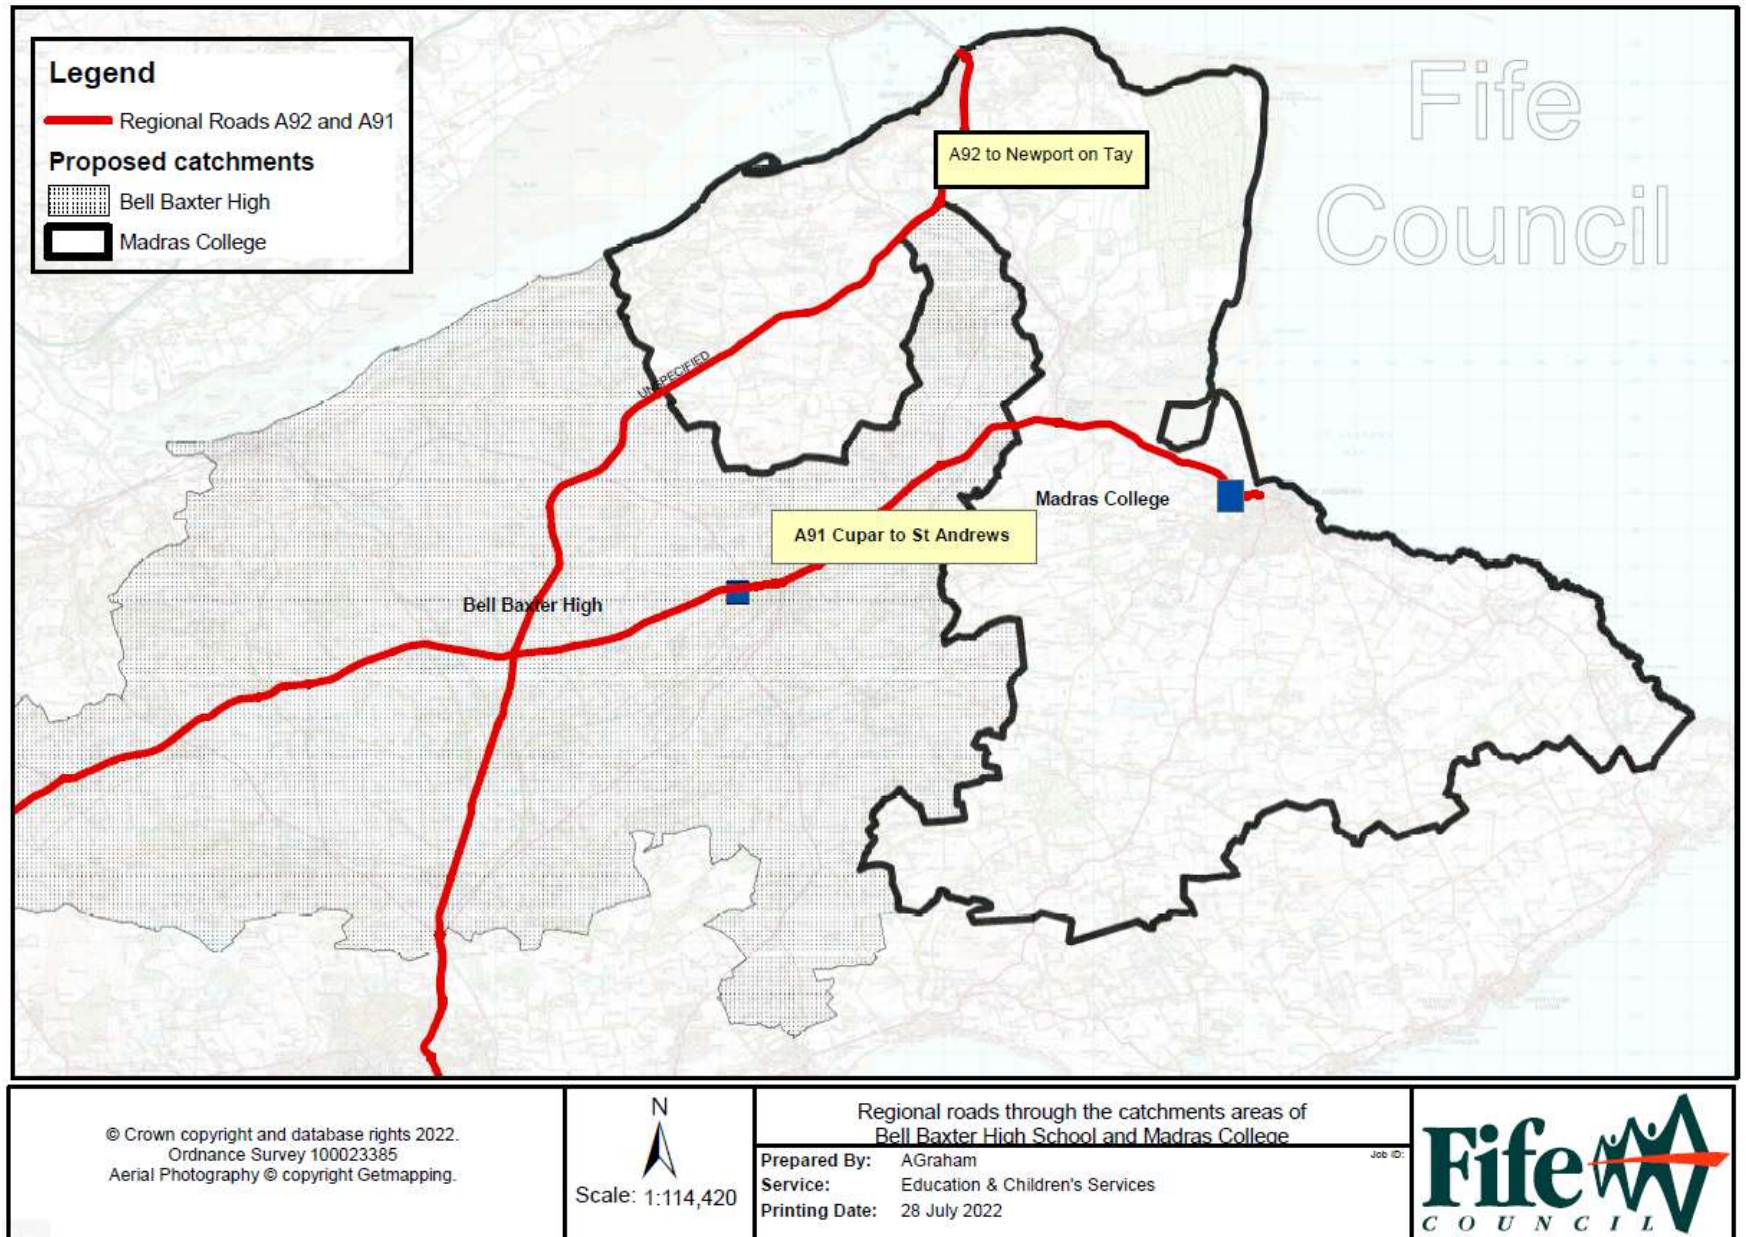 Legend
Regional Roads A92 and A91
Proposed catchments
Bell Baxter High
Madras College
Fife
Council
A92 to Newport on Tay
UNSPECIFIED
Madras College
A91 Cupar to St Andrews
Bell Baxter High
© Crown copyright and database rights 2022.
Ordnance Survey 100023385
Aerial Photography © copyright Getmapping.
N
Scale: 1:114,420
Regional roads through the catchments areas of
Bell Baxter High School and Madras College
Prepared By: AGraham
Job ID:
Service: Education & Children's Services
Printing Date: 28 July 2022
Fife
COUNCIL